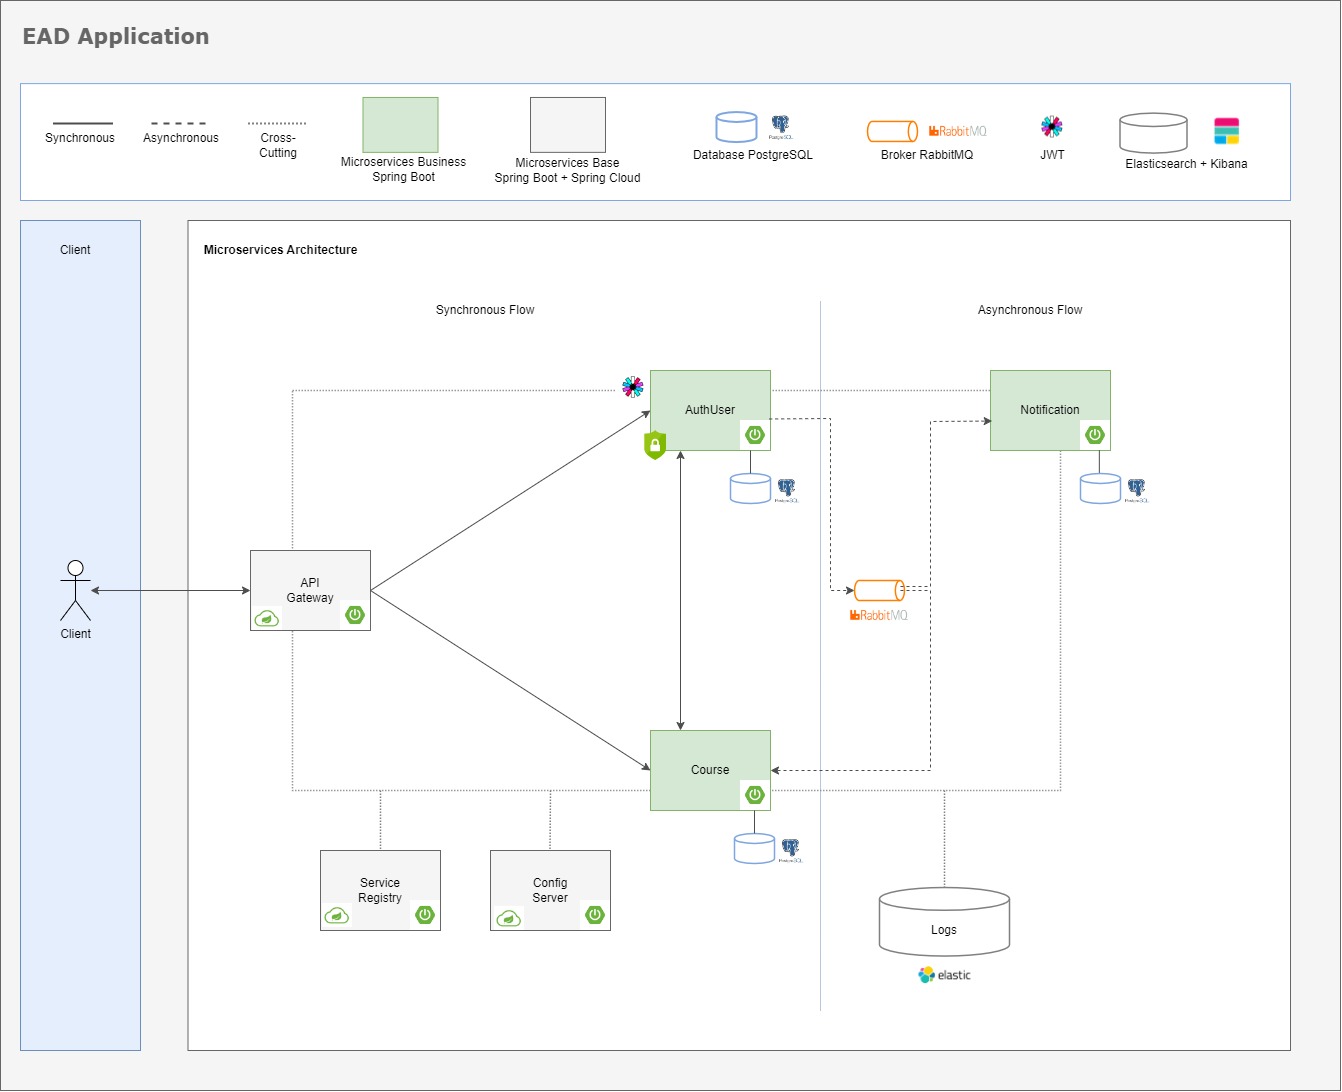 EAD Application
Synchronous
Asynchronous
Cross-
Cutting
Microservices Business
Spring Boot
Microservices Base
Spring Boot + Spring Cloud
PostgreSQL
Database PostgreSQL
RabbitMQ
Broker RabbitMQ
JWT
Elasticsearch + Kibana
Client
Microservices Architecture
Synchronous Flow
Asynchronous Flow
AuthUser
Notification
PostgreSQL
PostgreSQL
API
Gateway
Client
RabbitMQ
Course
PostgreSQL
Service
Registry
Config
Server
Logs
elastic